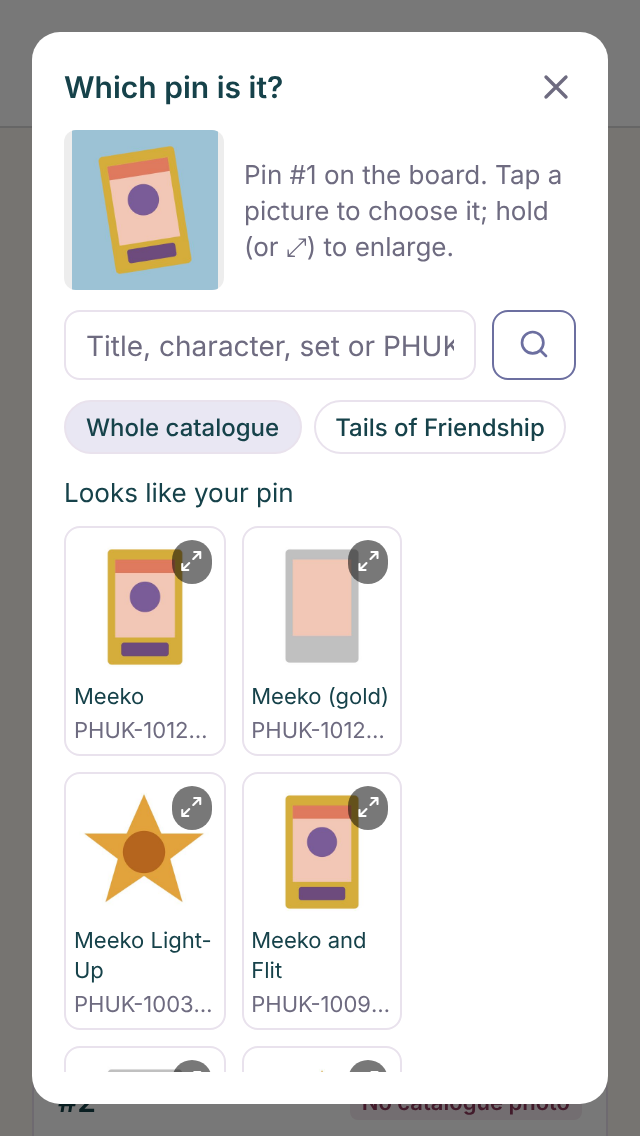 Which pin is it?
Pin #1 on the board. Tap a
picture to choose it; hold
(or ⤢) to enlarge.
Title, character, set or PHUK
Whole catalogue
Tails of Friendship
Looks like your pin
Meeko
PHUK-1012...
Meeko (gold)
PHUK-1012...
Meeko Light-
Up
PHUK-1003...
Meeko and
Flit
PHUK-1009...
#2
No catalogue photo